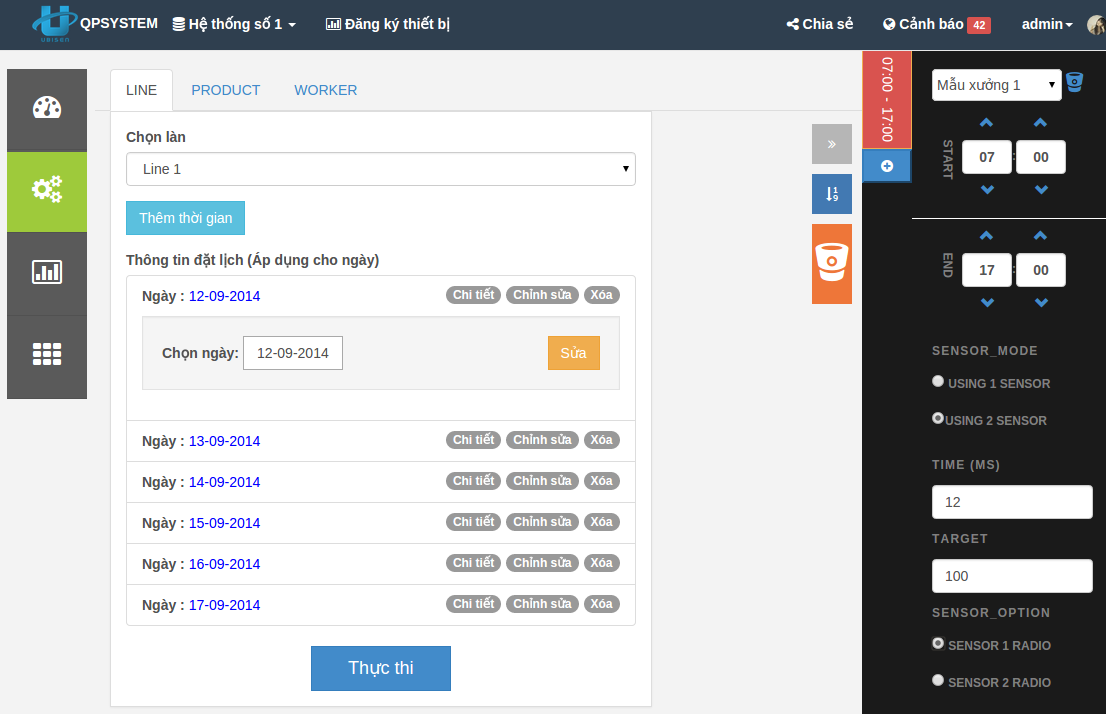 UBISEN
QPSYSTEM
Hệ thống số 1
Đăng ký thiết bị
Chia sẻ
Cảnh báo 42
admin
LINE
PRODUCT
WORKER
Chọn làn
Line 1
Thêm thời gian
Thông tin đặt lịch (Áp dụng cho ngày)
Ngày : 12-09-2014 Chi tiết Chỉnh sửa Xóa
Chọn ngày: 12-09-2014 Sửa
Ngày : 13-09-2014 Chi tiết Chỉnh sửa Xóa
Ngày : 14-09-2014 Chi tiết Chỉnh sửa Xóa
Ngày : 15-09-2014 Chi tiết Chỉnh sửa Xóa
Ngày : 16-09-2014 Chi tiết Chỉnh sửa Xóa
Ngày : 17-09-2014 Chi tiết Chỉnh sửa Xóa
Thực thi
»
1
9
07:00 - 17:00
Mẫu xưởng 1
START
07 : 00
END
17 : 00
SENSOR_MODE
USING 1 SENSOR
USING 2 SENSOR
TIME (MS)
12
TARGET
100
SENSOR_OPTION
SENSOR 1 RADIO
SENSOR 2 RADIO